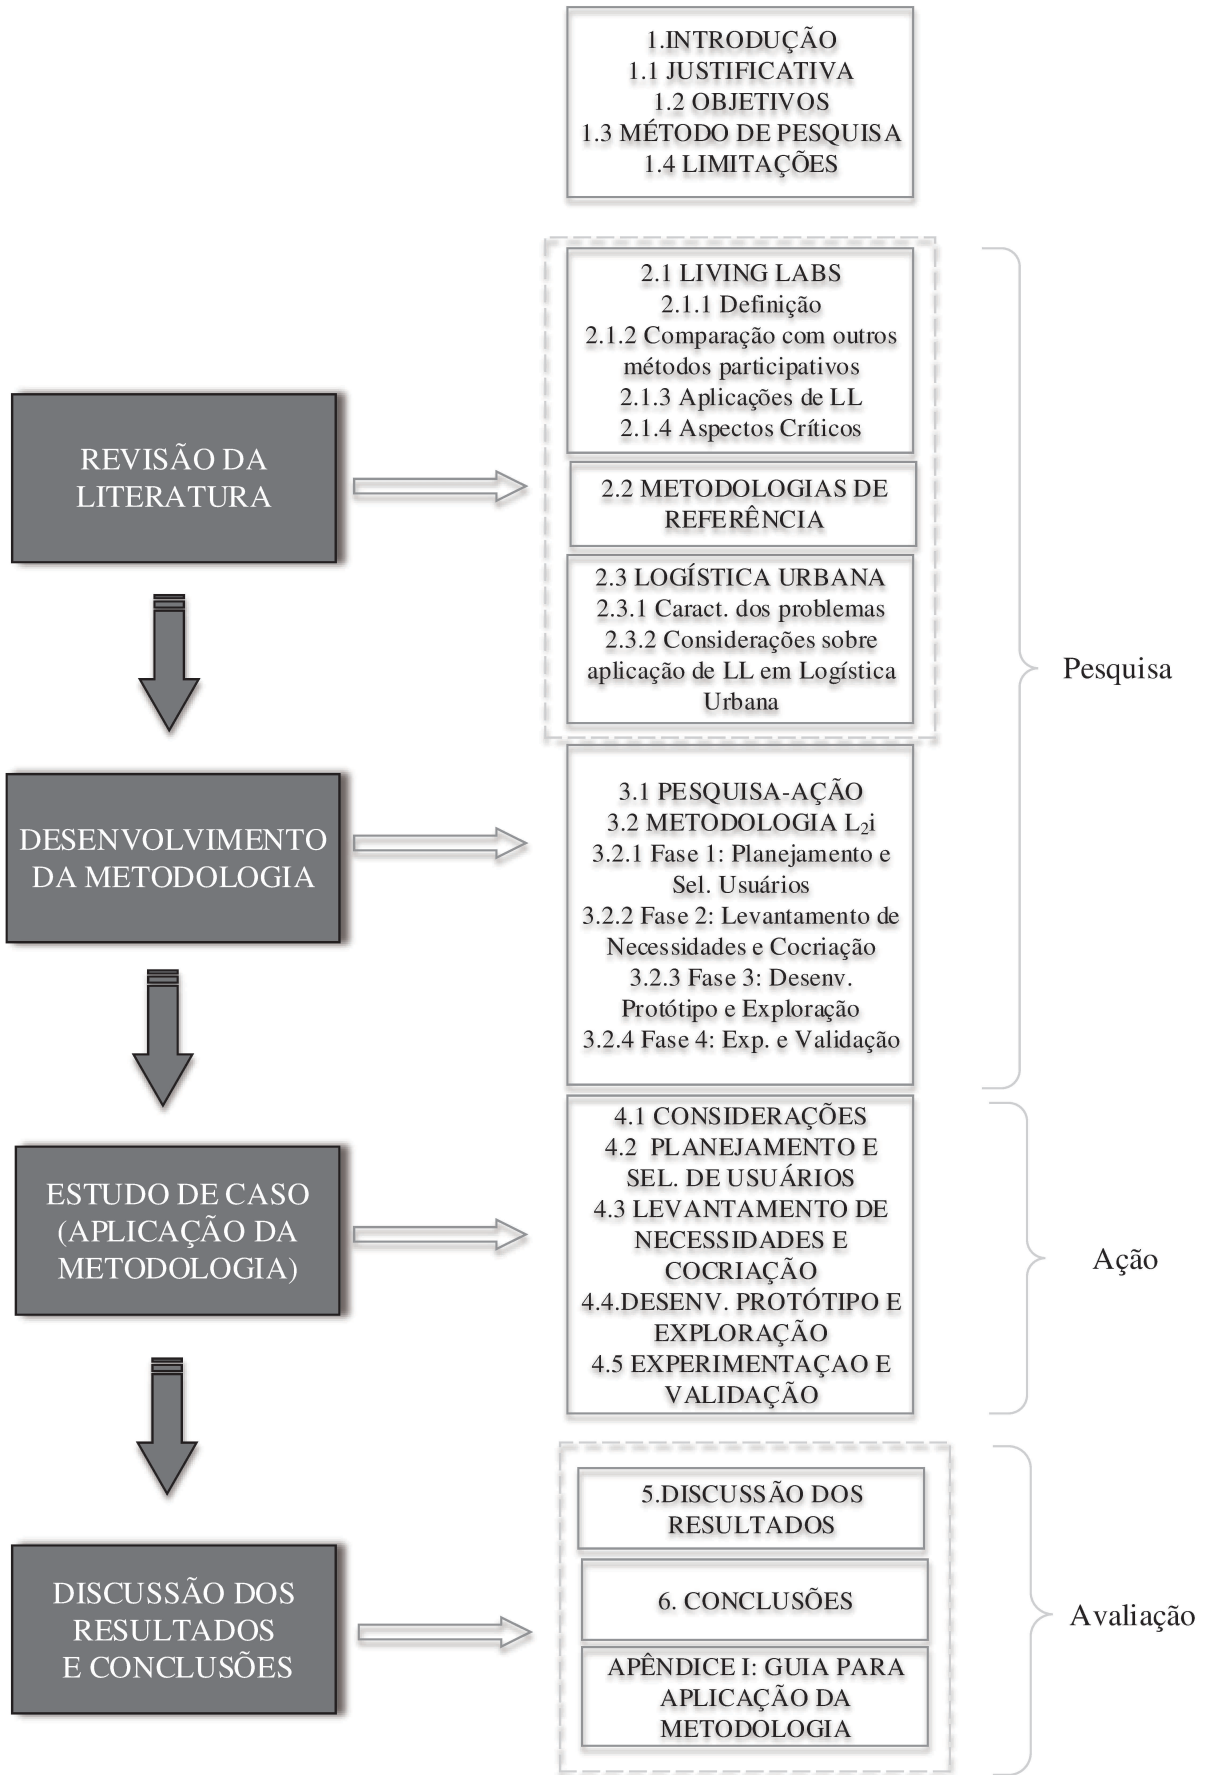 1.INTRODUÇÃO
1.1 JUSTIFICATIVA
1.2 OBJETIVOS
1.3 MÉTODO DE PESQUISA
1.4 LIMITAÇÕES
REVISÃO DA
LITERATURA
2.1 LIVING LABS
2.1.1 Definição
2.1.2 Comparação com outros
métodos participativos
2.1.3 Aplicações de LL
2.1.4 Aspectos Críticos
2.2 METODOLOGIAS DE
REFERÊNCIA
2.3 LOGÍSTICA URBANA
2.3.1 Caract. dos problemas
2.3.2 Considerações sobre
aplicação de LL em Logística
Urbana
Pesquisa
DESENVOLVIMENTO
DA METODOLOGIA
3.1 PESQUISA-AÇÃO
3.2 METODOLOGIA L₂i
3.2.1 Fase 1: Planejamento e
Sel. Usuários
3.2.2 Fase 2: Levantamento de
Necessidades e Cocriação
3.2.3 Fase 3: Desenv.
Protótipo e Exploração
3.2.4 Fase 4: Exp. e Validação
ESTUDO DE CASO
(APLICAÇÃO DA
METODOLOGIA)
4.1 CONSIDERAÇÕES
4.2 PLANEJAMENTO E
SEL. DE USUÁRIOS
4.3 LEVANTAMENTO DE
NECESSIDADES E
COCRIAÇÃO
4.4.DESENV. PROTÓTIPO E
EXPLORAÇÃO
4.5 EXPERIMENTAÇAO E
VALIDAÇÃO
Ação
DISCUSSÃO DOS
RESULTADOS
E CONCLUSÕES
5.DISCUSSÃO DOS
RESULTADOS
6. CONCLUSÕES
APÊNDICE I: GUIA PARA
APLICAÇÃO DA
METODOLOGIA
Avaliação